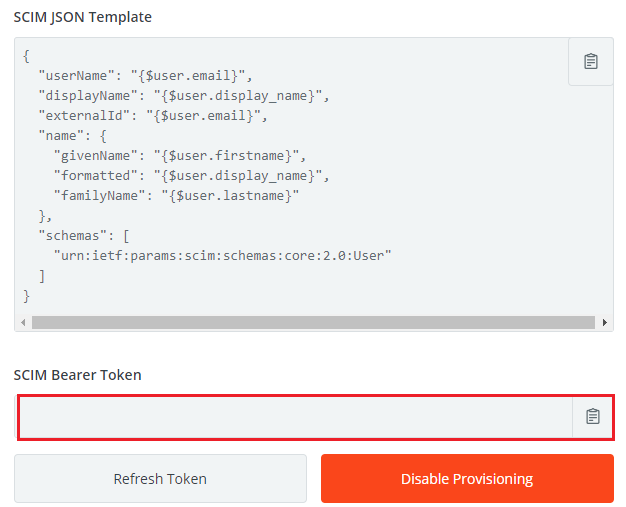 SCIM JSON Template
{
  "userName": "{$user.email}",
  "displayName": "{$user.display_name}",
  "externalId": "{$user.email}",
  "name": {
    "givenName": "{$user.firstname}",
    "formatted": "{$user.display_name}",
    "familyName": "{$user.lastname}"
  },
  "schemas": [
    "urn:ietf:params:scim:schemas:core:2.0:User"
  ]
}
SCIM Bearer Token
Refresh Token
Disable Provisioning